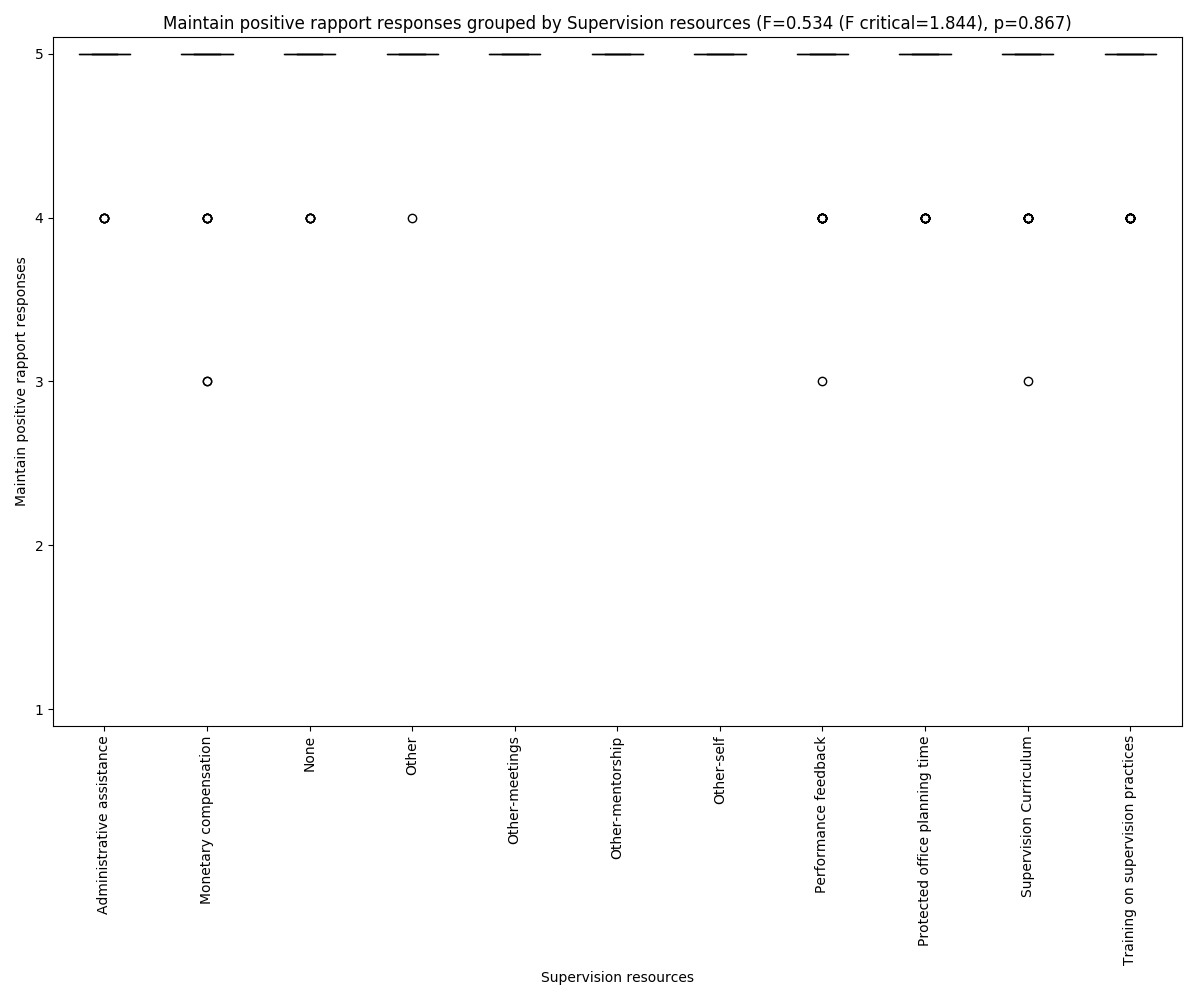 Maintain positive rapport responses grouped by Supervision resources (F=0.534 (F critical=1.844), p=0.867)
Maintain positive rapport responses
5
4
3
2
1
Administrative assistance
Monetary compensation
None
Other
Other-meetings
Other-mentorship
Other-self
Performance feedback
Protected office planning time
Supervision Curriculum
Training on supervision practices
Supervision resources